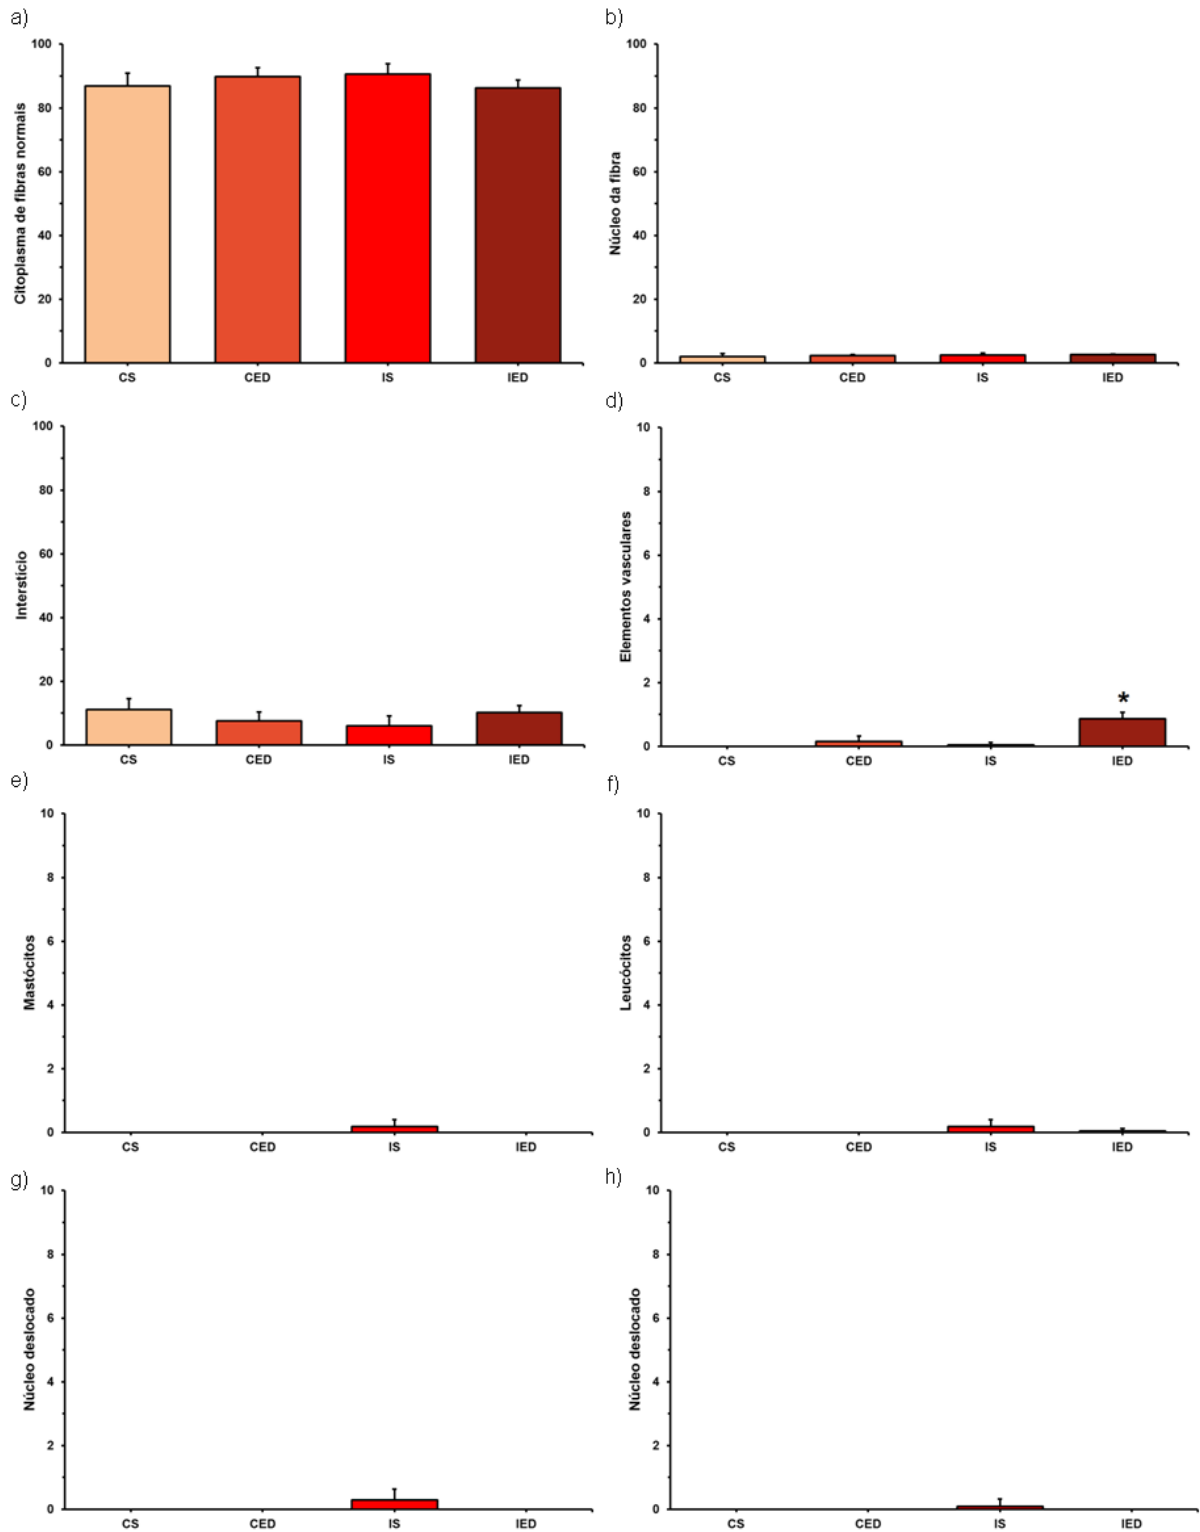 a)
100
80
60
40
20
0
Citoplasma de fibras normais
CS CED IS IED
b)
100
80
60
40
20
0
Núcleo da fibra
CS CED IS IED
c)
100
80
60
40
20
0
Interstício
CS CED IS IED
d)
10
8
6
4
2
0
Elementos vasculares
*
CS CED IS IED
e)
10
8
6
4
2
0
Mastócitos
CS CED IS IED
f)
10
8
6
4
2
0
Leucócitos
CS CED IS IED
g)
10
8
6
4
2
0
Núcleo deslocado
CS CED IS IED
h)
10
8
6
4
2
0
Núcleo deslocado
CS CED IS IED